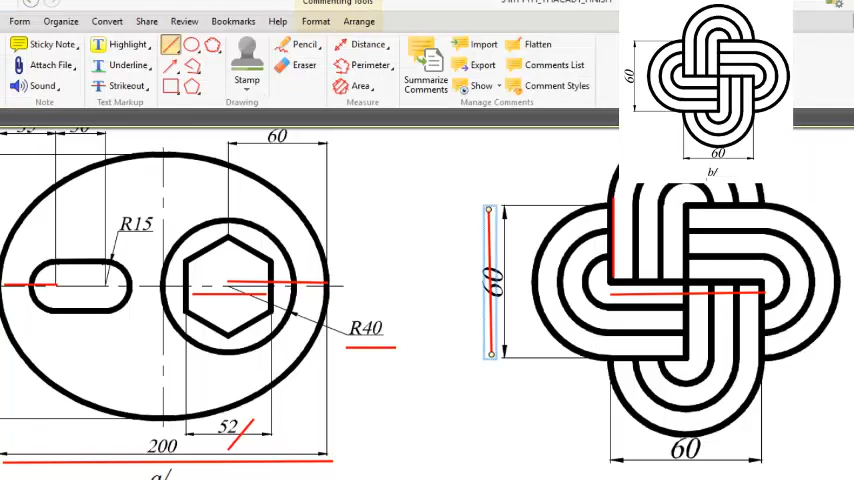 Commenting Tools
Form Organize Convert Share Review Bookmarks Help Format Arrange
Sticky Note Highlight Pencil Distance Import Flatten
Attach File Underline Eraser Perimeter Export Comments List
Sound Strikeout Stamp Area Summarize Comments Show Comment Styles
Note Text Markup Drawing Measure Manage Comments
60
60
b/
60
R15
60
R40
52
200
60
a/